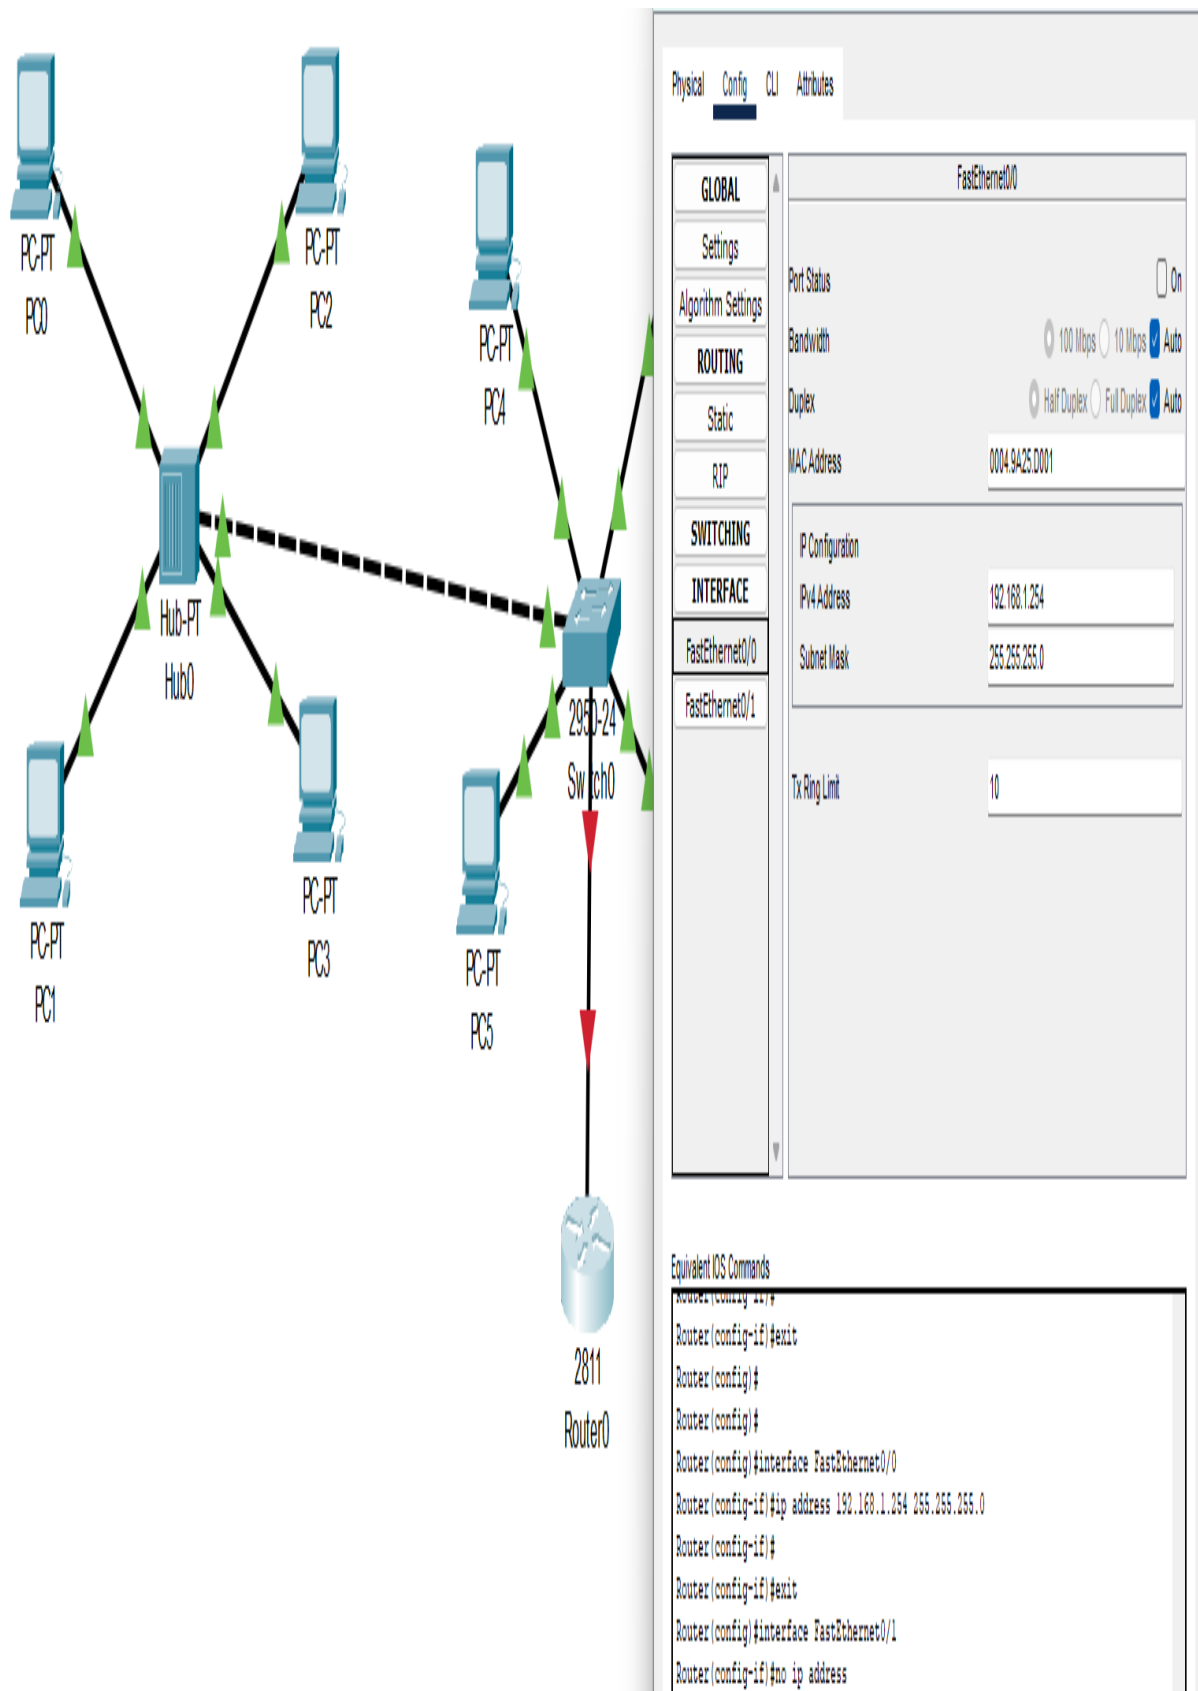 Physical Config CLI Attributes
GLOBAL
Settings
Algorithm Settings
ROUTING
Static
RIP
SWITCHING
INTERFACE
FastEthernet0/0
FastEthernet0/1
FastEthernet0/0
Port Status On
Bandwidth 100 Mbps 10 Mbps Auto
Duplex Half Duplex Full Duplex Auto
MAC Address 0004.9A25.D001
IP Configuration
IPv4 Address 192.168.1.254
Subnet Mask 255.255.255.0
Tx Ring Limit 10
PC-PT
PC0
PC-PT
PC2
PC-PT
PC4
Hub-PT
Hub0
2950-24
Switch0
PC-PT
PC1
PC-PT
PC3
PC-PT
PC5
2811
Router0
Equivalent IOS Commands
Router(config-if)#
Router(config-if)#exit
Router(config)#
Router(config)#
Router(config)#interface FastEthernet0/0
Router(config-if)#ip address 192.168.1.254 255.255.255.0
Router(config-if)#
Router(config-if)#exit
Router(config)#interface FastEthernet0/1
Router(config-if)#no ip address